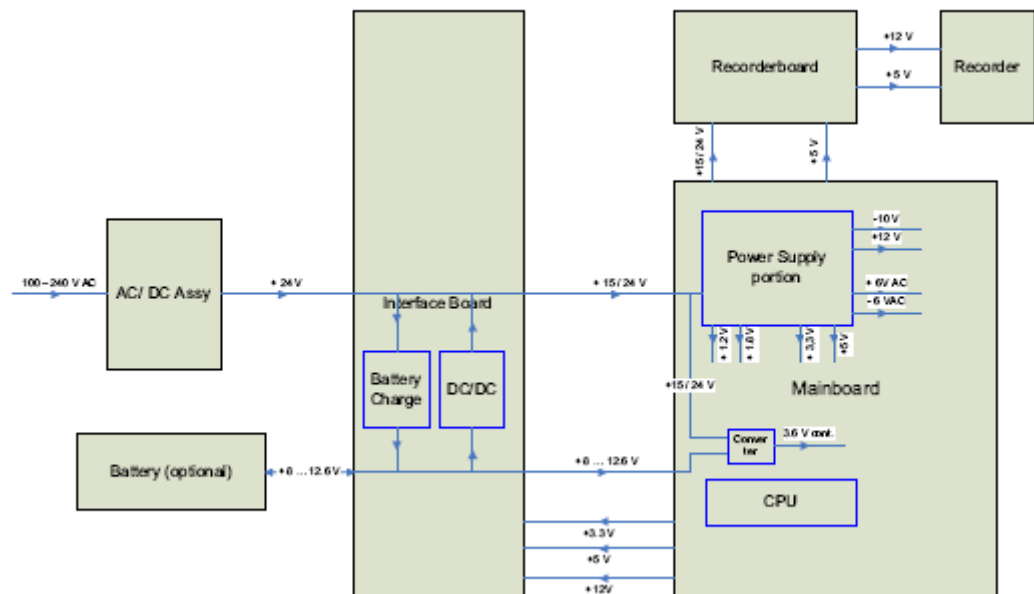 +12 V
Recorderboard
Recorder
+5 V
+15 / 24 V
+5 V
-10 V
+12 V
Power Supply
portion
100 – 240 V AC
AC/ DC Assy
+ 24 V
Interface Board
+ 15 / 24 V
+ 6V AC
- 6 VAC
+ 1.2 V
+ 1.8 V
+ 3,3 V
+5 V
Battery
Charge
DC/DC
+15 / 24 V
Mainboard
Conver
ter
3.6 V cont.
Battery (optional)
+8 ... 12.6 V
+8 ... 12.6 V
CPU
+3.3 V
+5 V
+12V